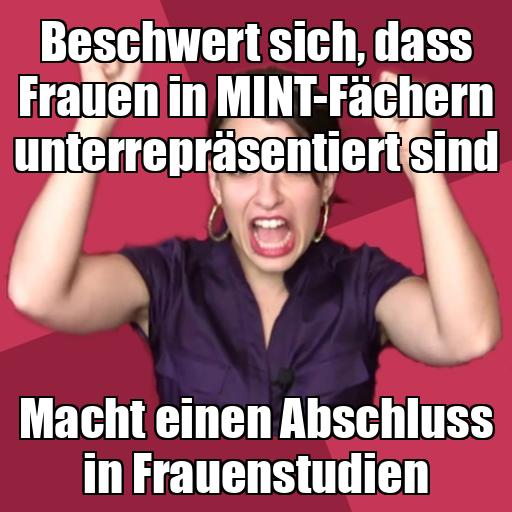 Beschwert sich, dass
Frauen in MINT-Fächern
unterrepräsentiert sind
Macht einen Abschluss
in Frauenstudien